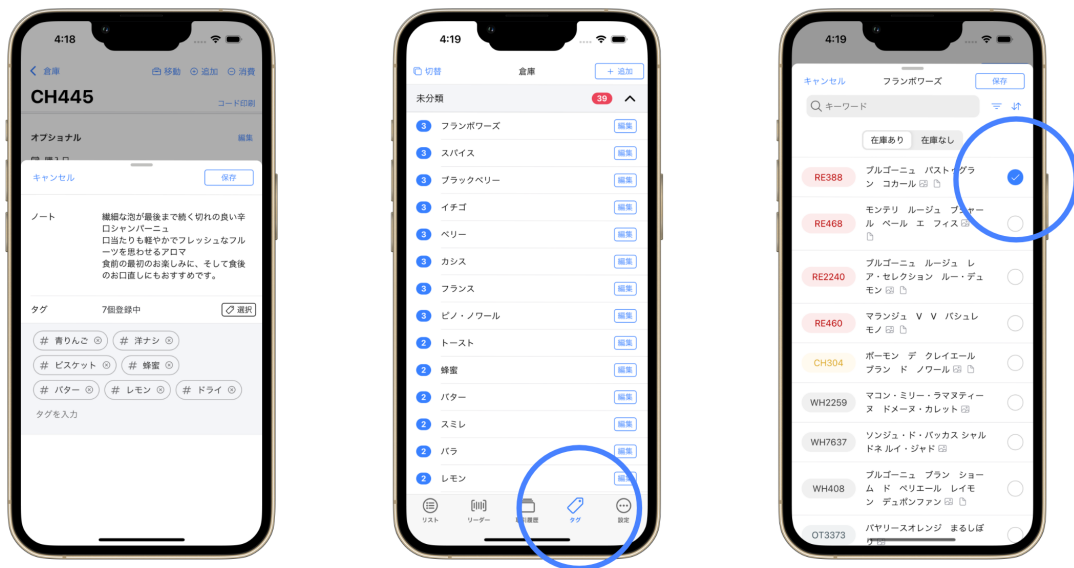 4:18
倉庫
移動
追加
消費
CH445
コード印刷
オプショナル
編集
キャンセル
保存
ノート
繊細な泡が最後まで続く切れの良い辛
口シャンパーニュ
口当たりも軽やかでフレッシュなフル
ーツを思わせるアロマ
食前の最初のお楽しみに、そして食後
のお口直しにもおすすめです。
タグ
7個登録中
選択
# 青りんご
# 洋ナシ
# ビスケット
# 蜂蜜
# バター
# レモン
# ドライ
タグを入力
4:19
切替
倉庫
+ 追加
未分類
39
3 フランボワーズ 編集
3 スパイス 編集
3 ブラックベリー 編集
3 イチゴ 編集
3 ベリー 編集
3 カシス 編集
3 フランス 編集
3 ピノ・ノワール 編集
2 トースト 編集
2 蜂蜜 編集
2 バター 編集
2 スミレ 編集
2 バラ 編集
2 レモン 編集
リスト
リーダー
取引履歴
タグ
設定
4:19
キャンセル
フランボワーズ
保存
キーワード
在庫あり
在庫なし
RE388
ブルゴーニュ パストゥグラ
ン コカール
RE468
モンテリ ルージュ ブシャー
ル ペール エ フィス
RE2240
ブルゴーニュ ルージュ レ
ア・セレクション ルー・デュ
モン
RE460
マランジュ V V バシュレ
モノ
CH304
ボーモン デ クレイエール
ブラン ド ノワール
WH2259
マコン・ミリー・ラマヌティー
ヌ ドメーヌ・カレット
WH7637
ソンジュ・ド・バッカス シャル
ドネ ルイ・ジャド
WH408
ブルゴーニュ ブラン ショー
ム ド ペリエール レイモ
ン デュポンファン
OT3373
バヤリースオレンジ まるしぼ
り